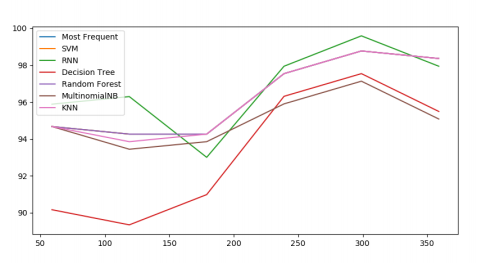 100
98
96
94
92
90
50
100
150
200
250
300
350
Most Frequent
SVM
RNN
Decision Tree
Random Forest
MultinomialNB
KNN